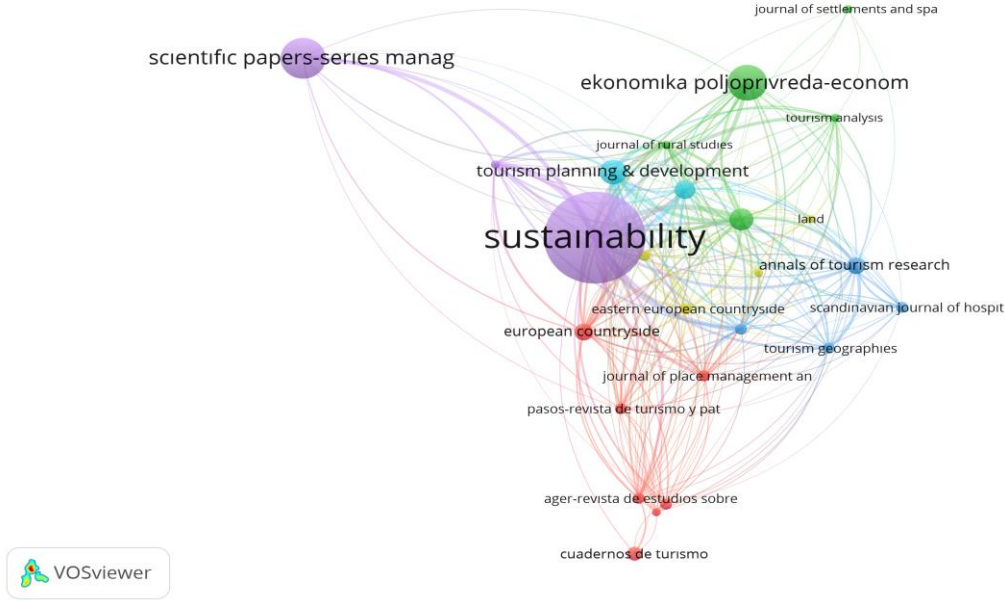 journal of settlements and spa
scientific papers-series manag
ekonomika poljoprivreda-econom
tourism analysis
journal of rural studies
tourism planning & development
land
sustainability
annals of tourism research
eastern european countryside
scandinavian journal of hospit
european countryside
tourism geographies
journal of place management an
pasos-revista de turismo y pat
ager-revista de estudios sobre
cuadernos de turismo
VOSviewer